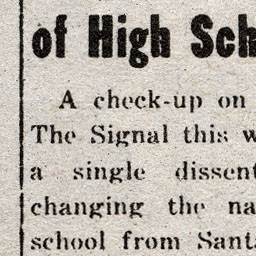 of High Sch
A check-up on
The Signal this w
a single dissent
changing the na
school from Santa